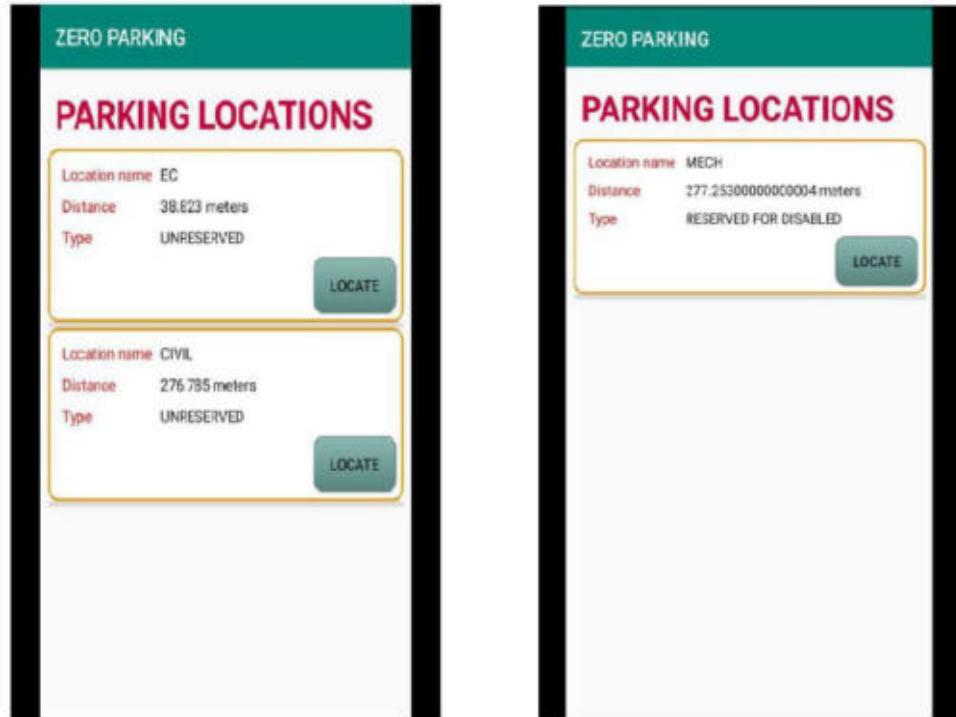 ZERO PARKING
PARKING LOCATIONS
Location name EC
Distance 38.823 meters
Type UNRESERVED
LOCATE
Location name CIVIL
Distance 276.785 meters
Type UNRESERVED
LOCATE
ZERO PARKING
PARKING LOCATIONS
Location name MECH
Distance 277.25300000000004 meters
Type RESERVED FOR DISABLED
LOCATE